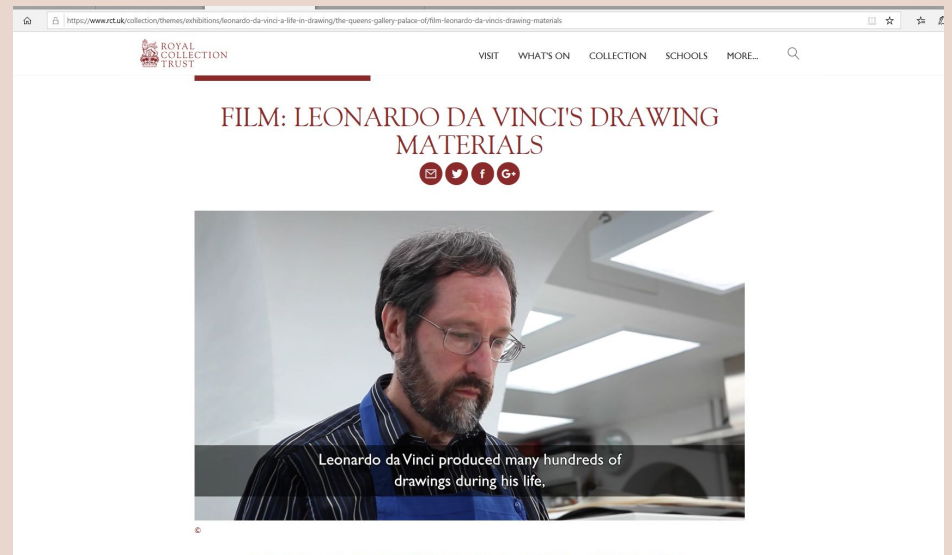 https://www.rct.uk/collection/themes/exhibitions/leonardo-da-vinci-a-life-in-drawing/the-queens-gallery-palace-of/film-leonardo-da-vincis-drawing-materials
ROYAL
COLLECTION
TRUST
VISIT WHAT'S ON COLLECTION SCHOOLS MORE...
FILM: LEONARDO DA VINCI'S DRAWING
MATERIALS
f G+
Leonardo da Vinci produced many hundreds of
drawings during his life,
©